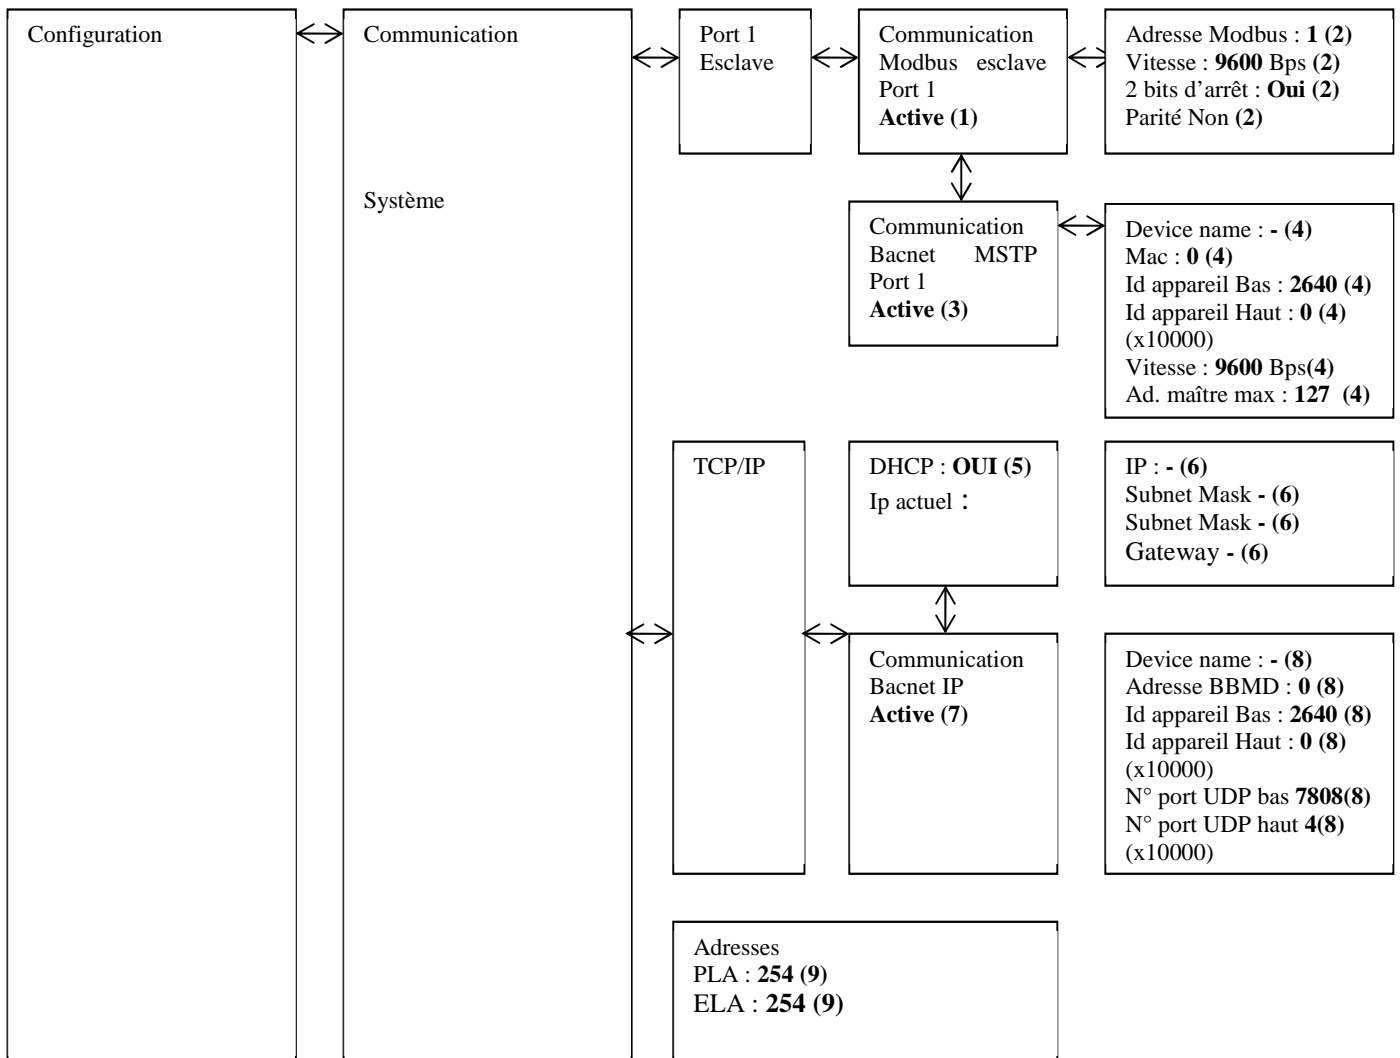 Configuration
Communication
Système
Port 1
Esclave
Communication
Modbus esclave
Port 1
Active (1)
Adresse Modbus : 1 (2)
Vitesse : 9600 Bps (2)
2 bits d'arrêt : Oui (2)
Parité Non (2)
Communication
Bacnet MSTP
Port 1
Active (3)
Device name : - (4)
Mac : 0 (4)
Id appareil Bas : 2640 (4)
Id appareil Haut : 0 (4)
(x10000)
Vitesse : 9600 Bps(4)
Ad. maître max : 127 (4)
TCP/IP
DHCP : OUI (5)
Ip actuel :
IP : - (6)
Subnet Mask - (6)
Subnet Mask - (6)
Gateway - (6)
Communication
Bacnet IP
Active (7)
Device name : - (8)
Adresse BBMD : 0 (8)
Id appareil Bas : 2640 (8)
Id appareil Haut : 0 (8)
(x10000)
N° port UDP bas 7808(8)
N° port UDP haut 4(8)
(x10000)
Adresses
PLA : 254 (9)
ELA : 254 (9)